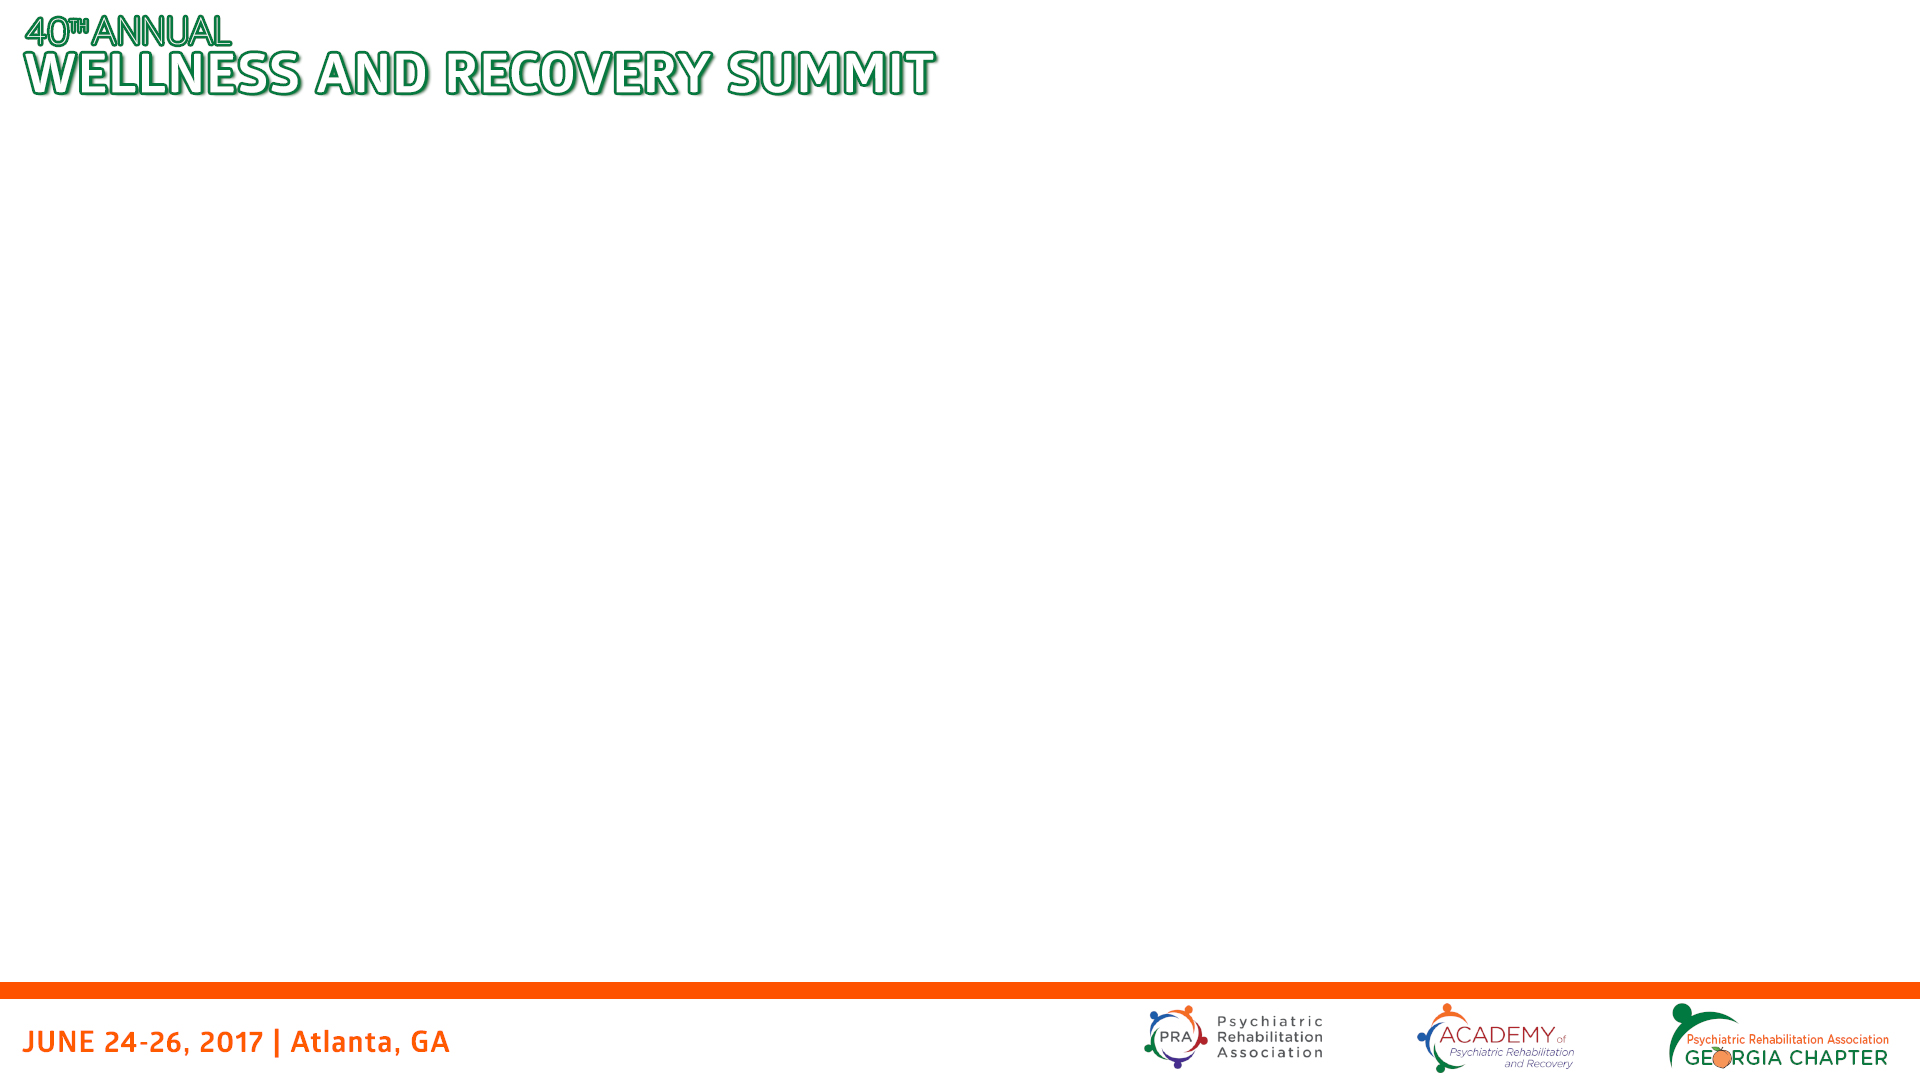 40TH ANNUAL
WELLNESS AND RECOVERY SUMMIT
JUNE 24-26, 2017 | Atlanta, GA
PRA
Psychiatric
Rehabilitation
Association
ACADEMY of
Psychiatric Rehabilitation
and Recovery
Psychiatric Rehabilitation Association
GEORGIA CHAPTER